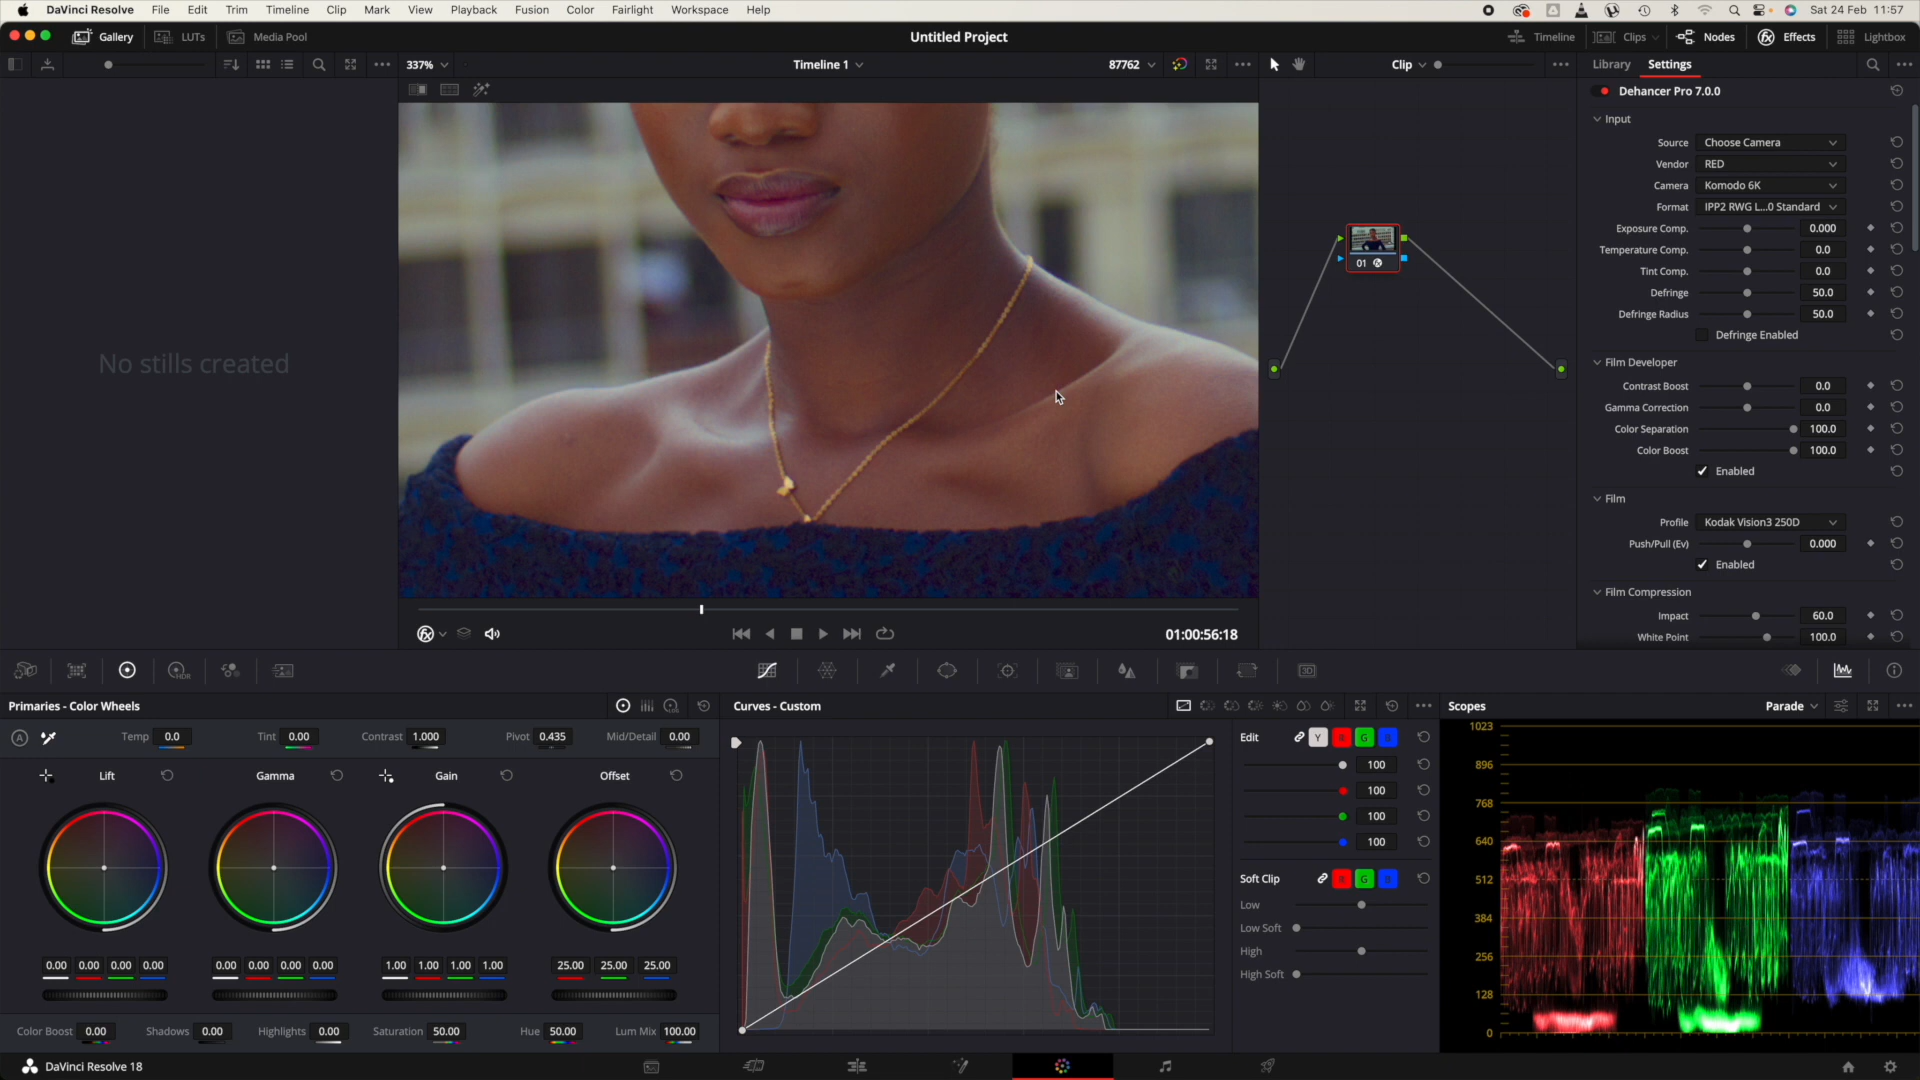 DaVinci Resolve File Edit Trim Timeline Clip Mark View Playback Fusion Color Fairlight Workspace Help Sat 24 Feb 11:57
Gallery LUTs Media Pool Untitled Project Timeline Clips Nodes Effects Lightbox
337% Timeline 1 87762 Clip Library Settings
Dehancer Pro 7.0.0
Input
Source Choose Camera
Vendor RED
Camera Komodo 6K
Format IPP2 RWG L...0 Standard
Exposure Comp. 0.000
Temperature Comp. 0.0
Tint Comp. 0.0
Defringe 50.0
Defringe Radius 50.0
Defringe Enabled
Film Developer
Contrast Boost 0.0
Gamma Correction 0.0
Color Separation 100.0
Color Boost 100.0
Enabled
Film
Profile Kodak Vision3 250D
Push/Pull (Ev) 0.000
Enabled
Film Compression
Impact 60.0
White Point 100.0
No stills created
01
01:00:56:18
HDR
3D
Primaries - Color Wheels
A Temp 0.0 Tint 0.00 Contrast 1.000 Pivot 0.435 Mid/Detail 0.00
Lift Gamma Gain Offset
0.00 0.00 0.00 0.00 0.00 0.00 0.00 0.00 1.00 1.00 1.00 1.00 25.00 25.00 25.00
Color Boost 0.00 Shadows 0.00 Highlights 0.00 Saturation 50.00 Hue 50.00 Lum Mix 100.00
Curves - Custom
Edit Y R G B
100
100
100
100
Soft Clip R G B
Low
Low Soft
High
High Soft
Scopes Parade
1023
896
768
640
512
384
256
128
0
DaVinci Resolve 18